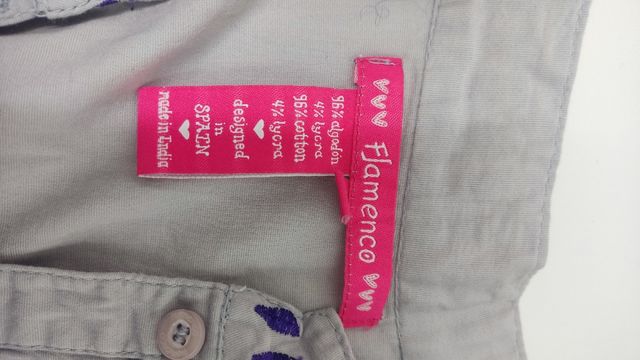 Flamenco
96% algodón
4% lycra
96% cotton
4% lycra
designed
in
SPAIN
made in India